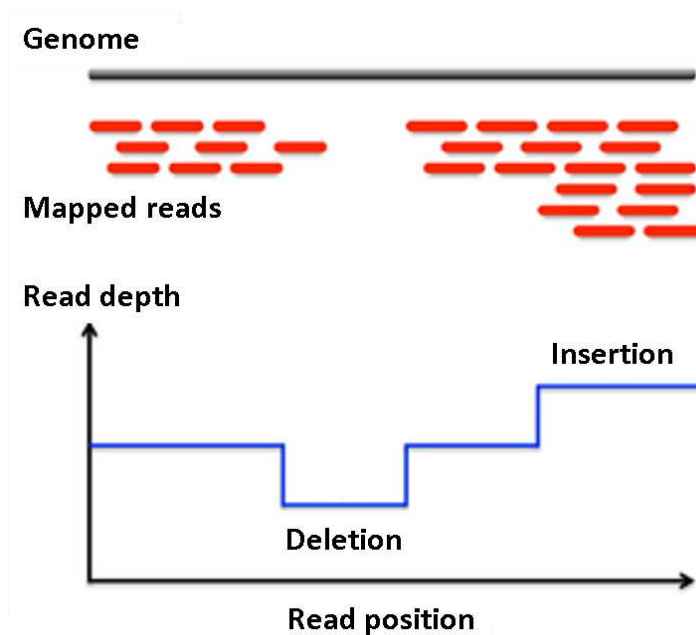 Genome
Mapped reads
Read depth
Insertion
Deletion
Read position